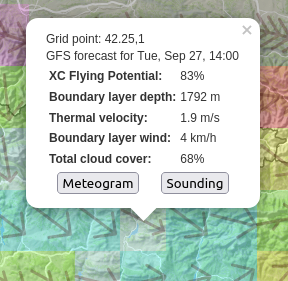 ×
Grid point: 42.25,1
GFS forecast for Tue, Sep 27, 14:00
XC Flying Potential: 83%
Boundary layer depth: 1792 m
Thermal velocity: 1.9 m/s
Boundary layer wind: 4 km/h
Total cloud cover: 68%
Meteogram Sounding